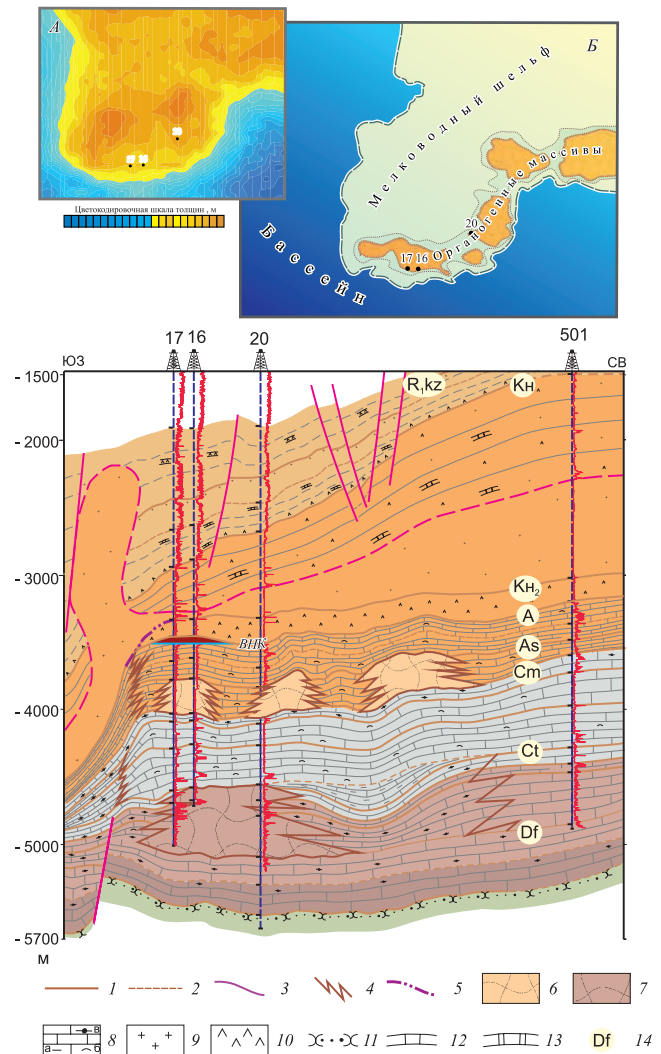 А
Цветокодировочная шкала толщин , м
Б
Мелководный шельф
Органогенные массивы
Бассейн
20
17 16
17 16 20 501
ЮЗ СВ
- 1500
- 2000
- 3000
- 4000
- 5000
- 5700
м
R₁kz
Кн
Кн₂
А
As
ВНК
Cm
Ct
Df
1 2 3 4 5 6 7
а в б 8 9 10 11 12 13 Df 14